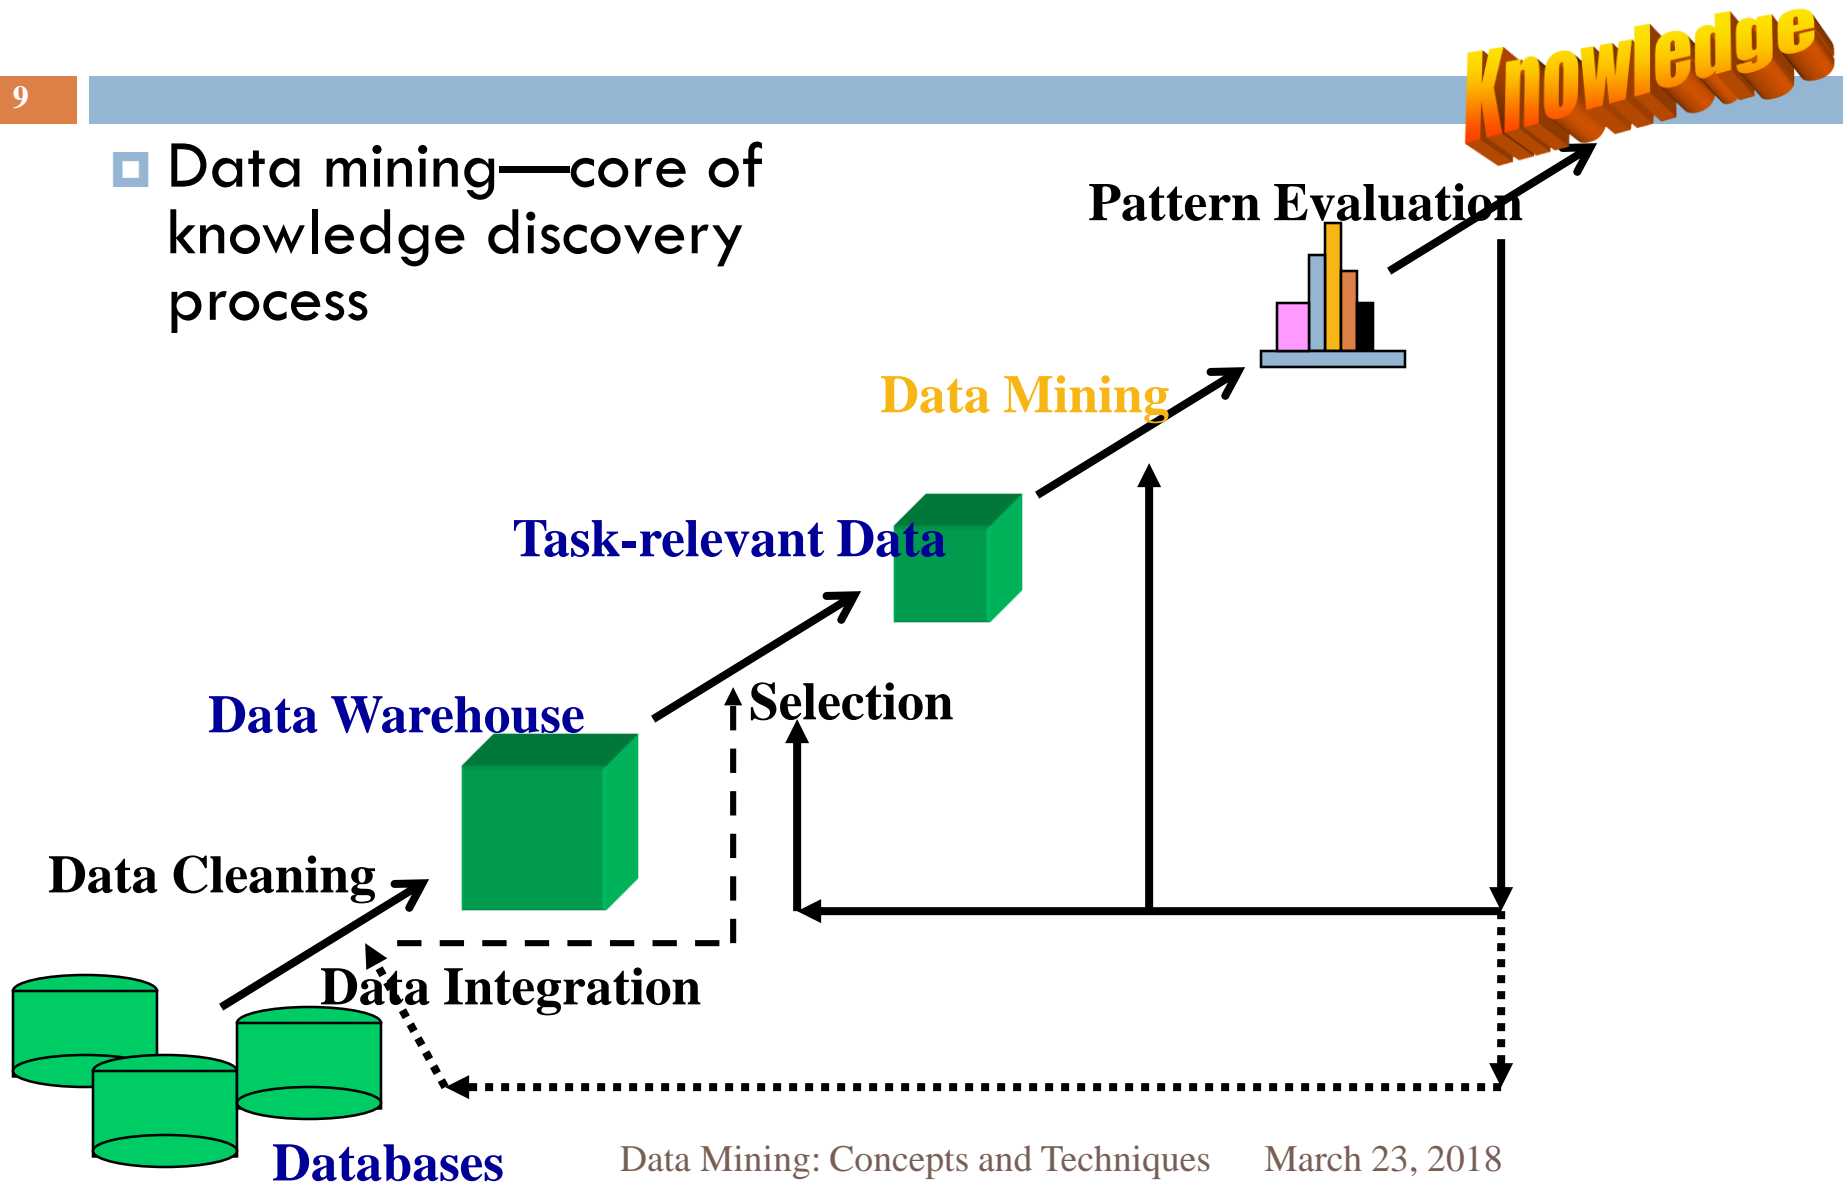 Knowledge
9
Data mining—core of
knowledge discovery
process
Pattern Evaluation
Data Mining
Task-relevant Data
Selection
Data Warehouse
Data Cleaning
Data Integration
Databases
Data Mining: Concepts and Techniques
March 23, 2018